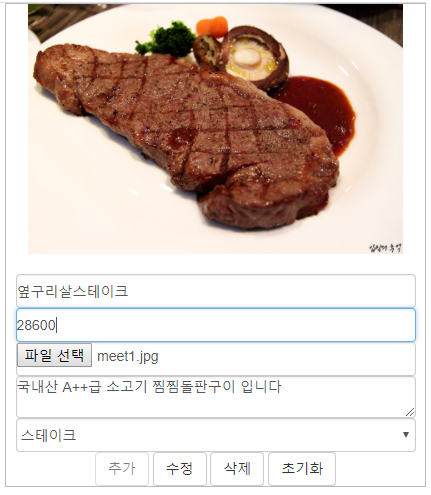 옆구리살스테이크
28600
파일 선택 meet1.jpg
국내산 A++급 소고기 찜찜돌판구이 입니다
스테이크
추가 수정 삭제 초기화